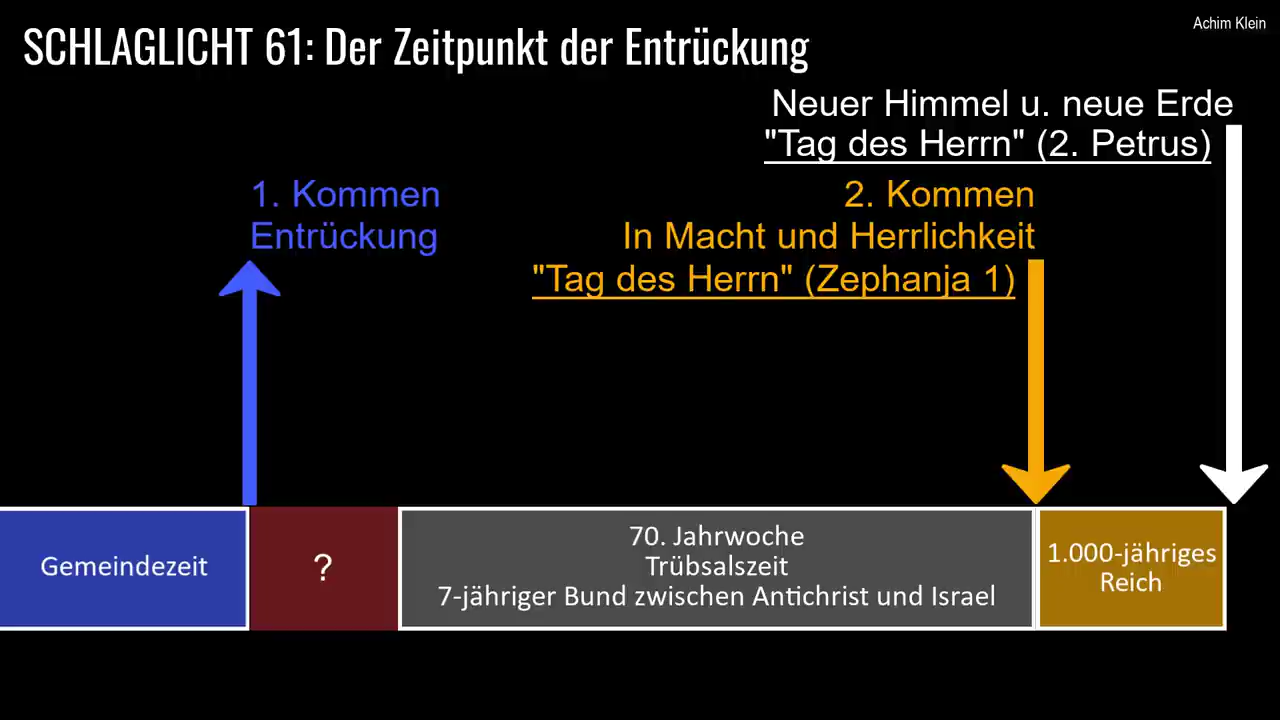 Achim Klein
SCHLAGLICHT 61: Der Zeitpunkt der Entrückung
Neuer Himmel u. neue Erde
"Tag des Herrn" (2. Petrus)
1. Kommen
Entrückung
2. Kommen
In Macht und Herrlichkeit
"Tag des Herrn" (Zephanja 1)
Gemeindezeit
?
70. Jahrwoche
Trübsalszeit
7-jähriger Bund zwischen Antichrist und Israel
1.000-jähriges
Reich